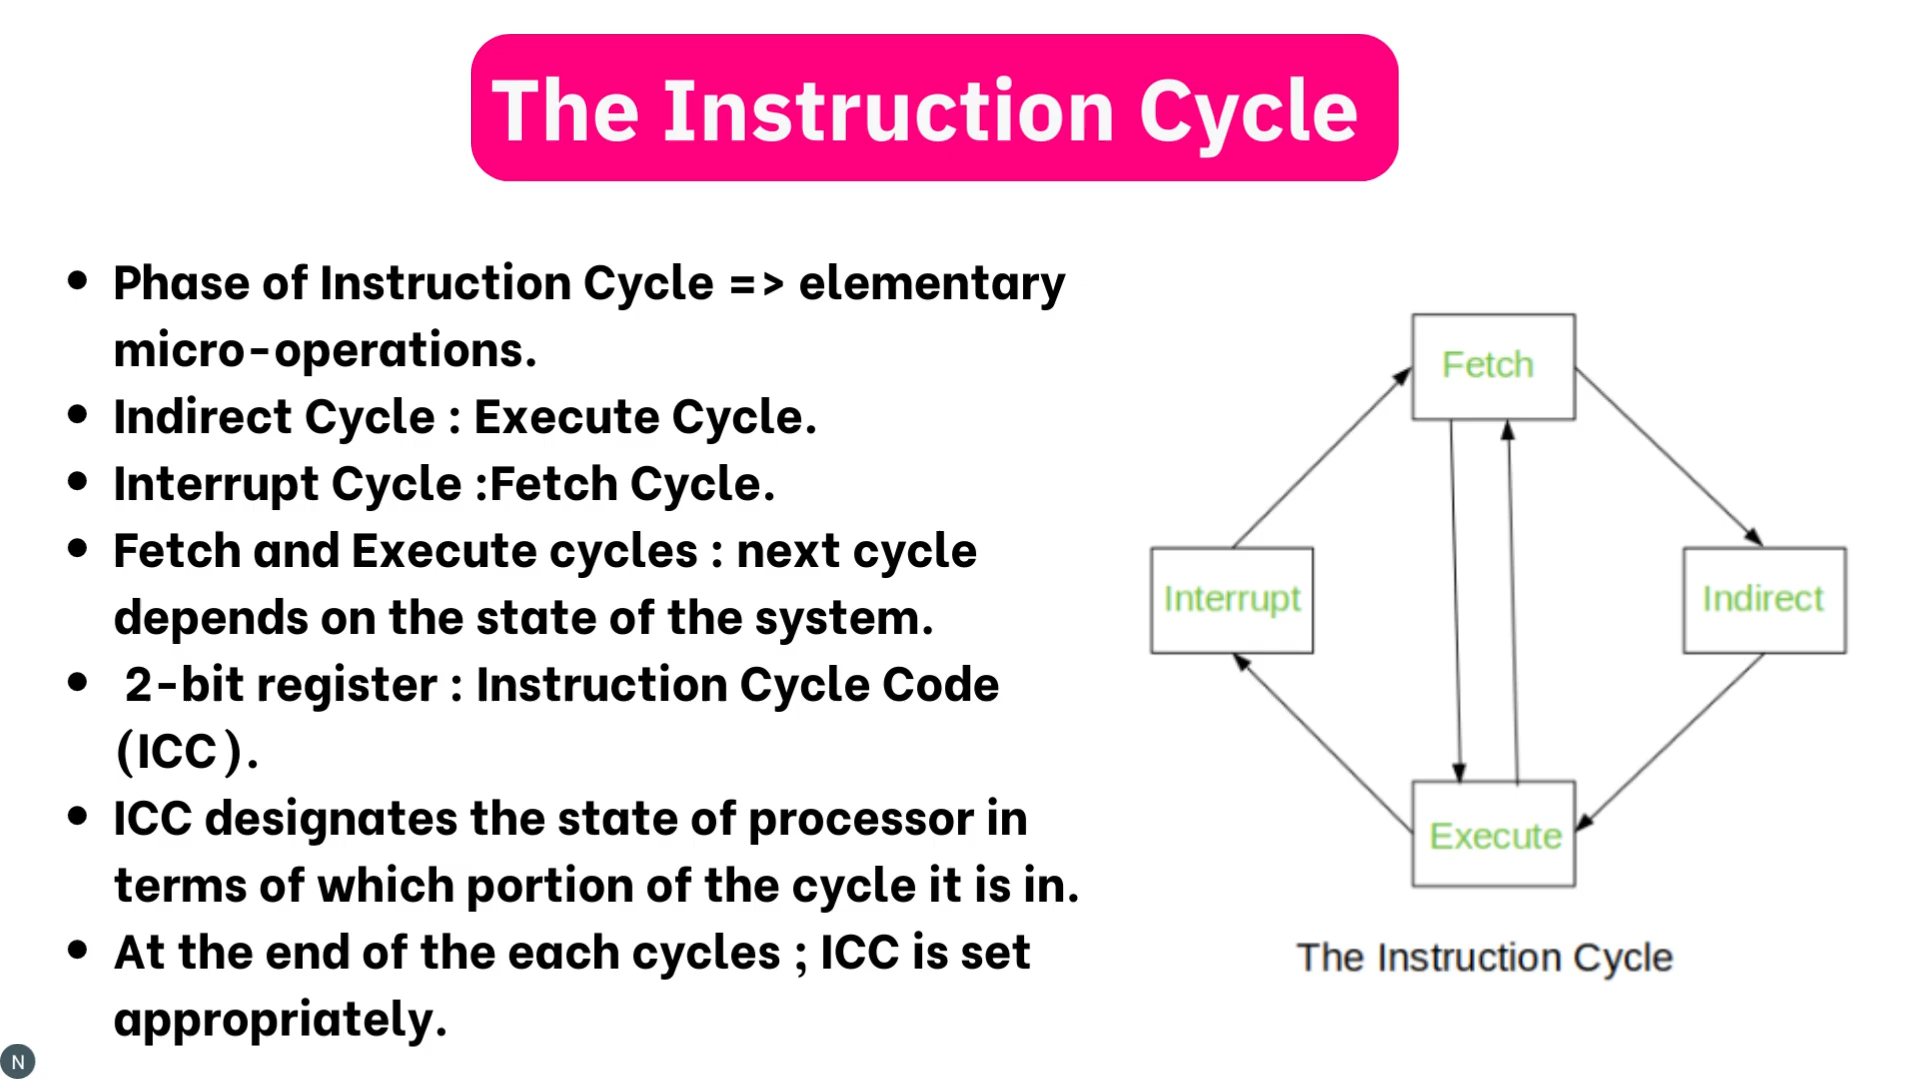 The Instruction Cycle
• Phase of Instruction Cycle => elementary
micro-operations.
• Indirect Cycle : Execute Cycle.
• Interrupt Cycle :Fetch Cycle.
• Fetch and Execute cycles : next cycle
depends on the state of the system.
• 2-bit register : Instruction Cycle Code
(ICC).
• ICC designates the state of processor in
terms of which portion of the cycle it is in.
• At the end of the each cycles ; ICC is set
appropriately.
Fetch
Interrupt
Indirect
Execute
The Instruction Cycle
N